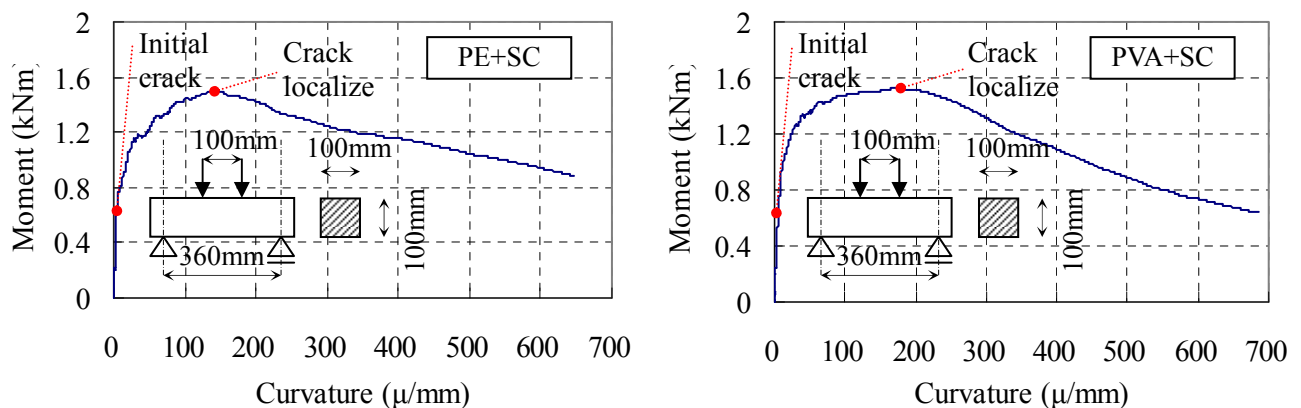 2
1.6
1.2
0.8
0.4
0
Moment (kNm)
Initial
crack
Crack
localize
PE+SC
100mm
100mm
100mm
360mm
0 100 200 300 400 500 600 700
Curvature (μ/mm)
2
1.6
1.2
0.8
0.4
0
Moment (kNm)
Initial
crack
Crack
localize
PVA+SC
100mm
100mm
100mm
360mm
0 100 200 300 400 500 600 700
Curvature (μ/mm)